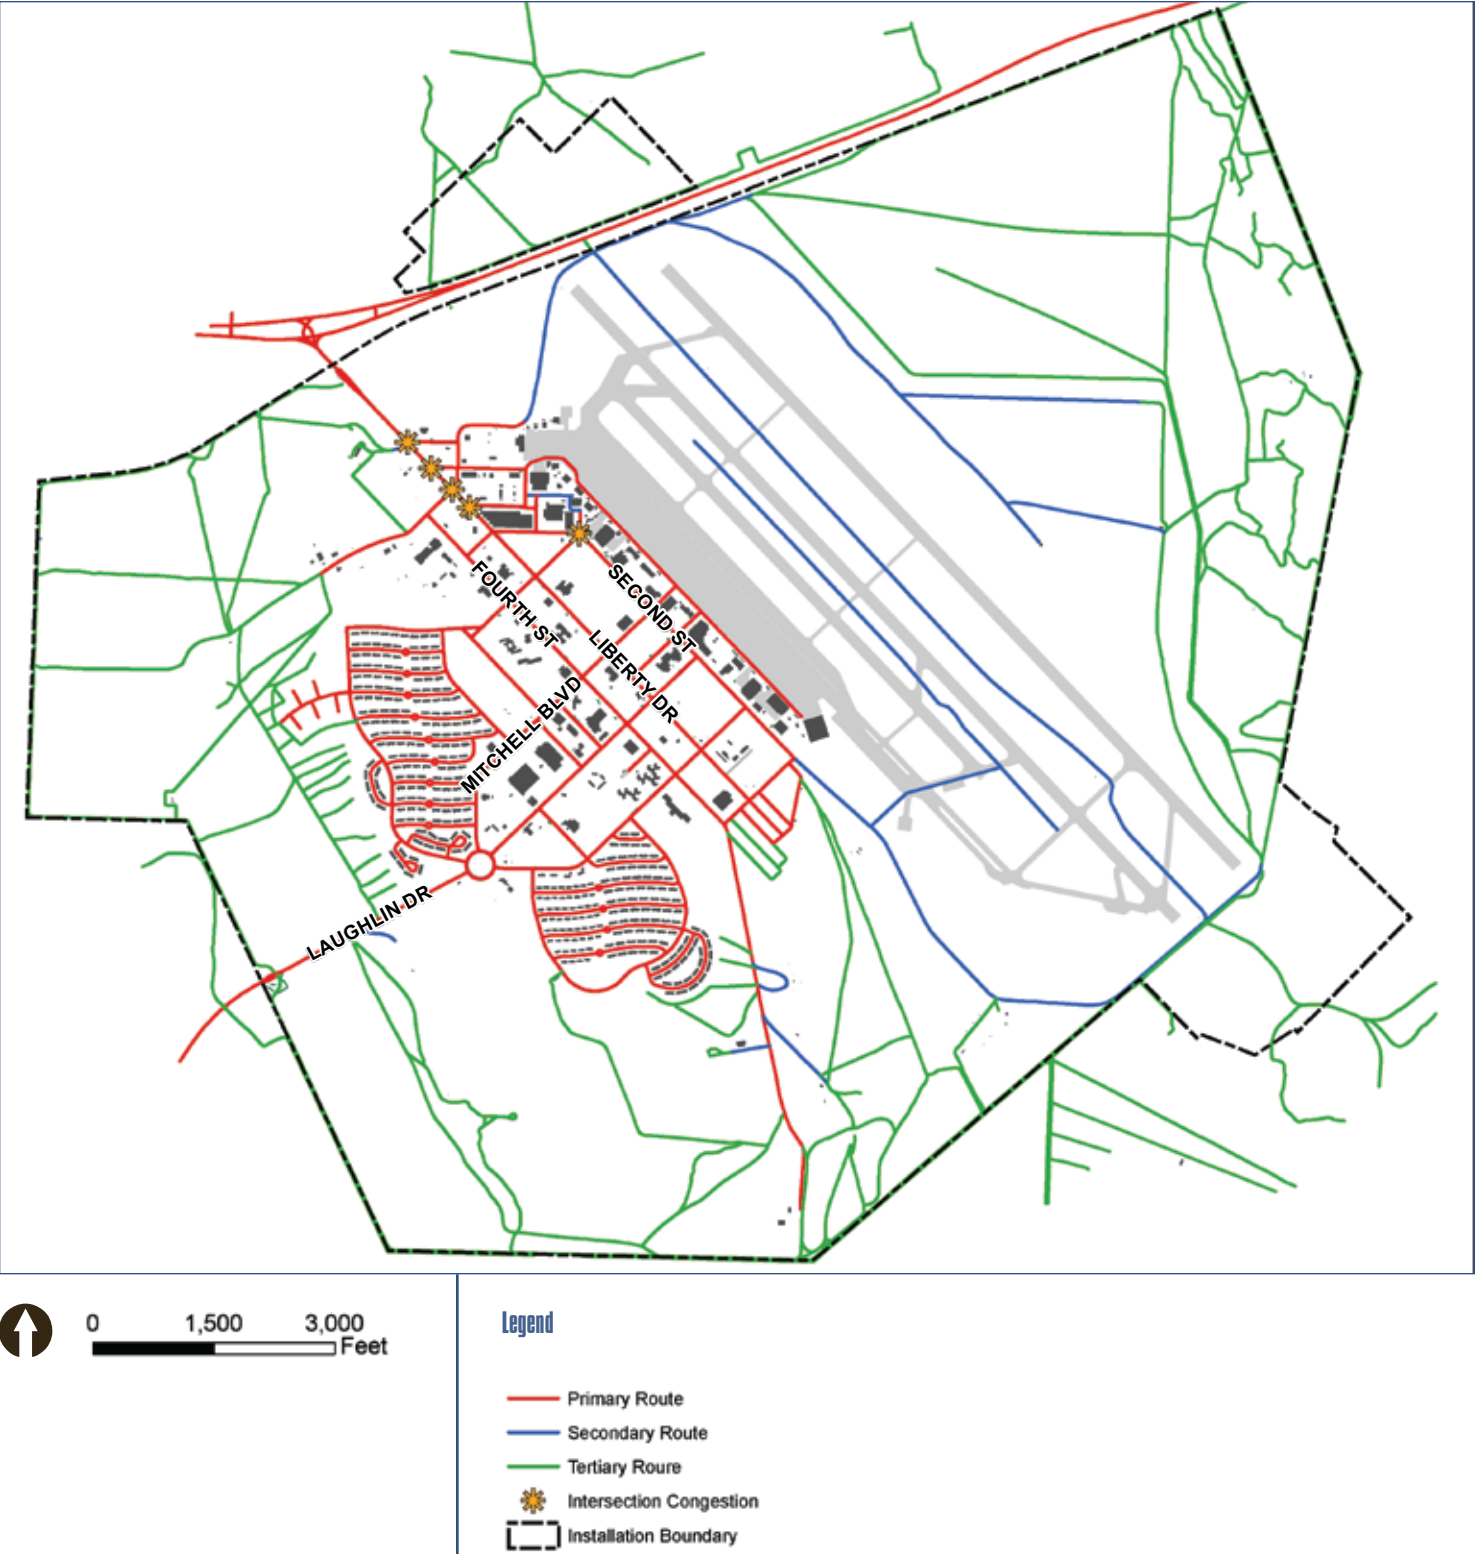 FOURTH ST
SECOND ST
LIBERTY DR
MITCHELL BLVD
LAUGHLIN DR
0 1,500 3,000
Feet
Legend
Primary Route
Secondary Route
Tertiary Roure
Intersection Congestion
Installation Boundary